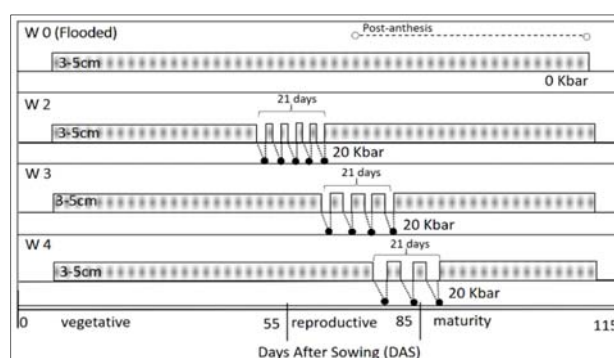 W 0 (Flooded)
Post-anthesis
3-5cm
0 Kbar
W 2
21 days
3-5cm
20 Kbar
W 3
21 days
3-5cm
20 Kbar
W 4
21 days
3-5cm
20 Kbar
0 vegetative 55 reproductive 85 maturity 115
Days After Sowing (DAS)